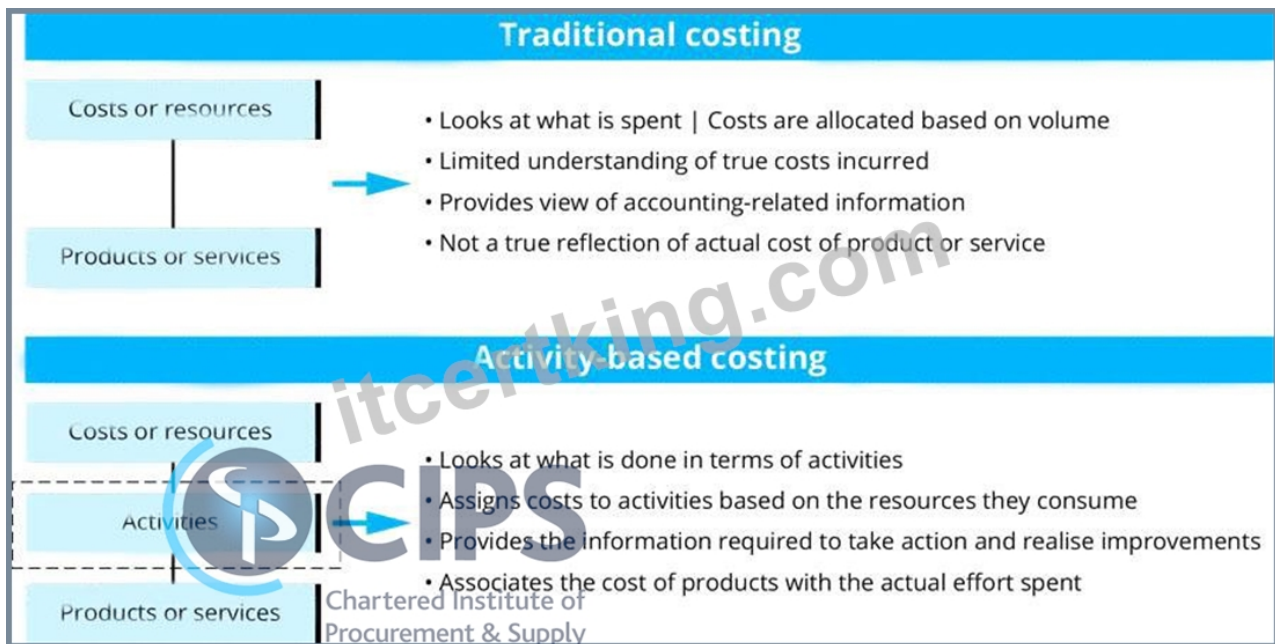 Traditional costing
Costs or resources
Products or services
• Looks at what is spent | Costs are allocated based on volume
• Limited understanding of true costs incurred
• Provides view of accounting-related information
• Not a true reflection of actual cost of product or service
itcertking.com
Activity-based costing
Costs or resources
Activities
Products or services
• Looks at what is done in terms of activities
• Assigns costs to activities based on the resources they consume
• Provides the information required to take action and realise improvements
• Associates the cost of products with the actual effort spent
CIPS
Chartered Institute of
Procurement & Supply